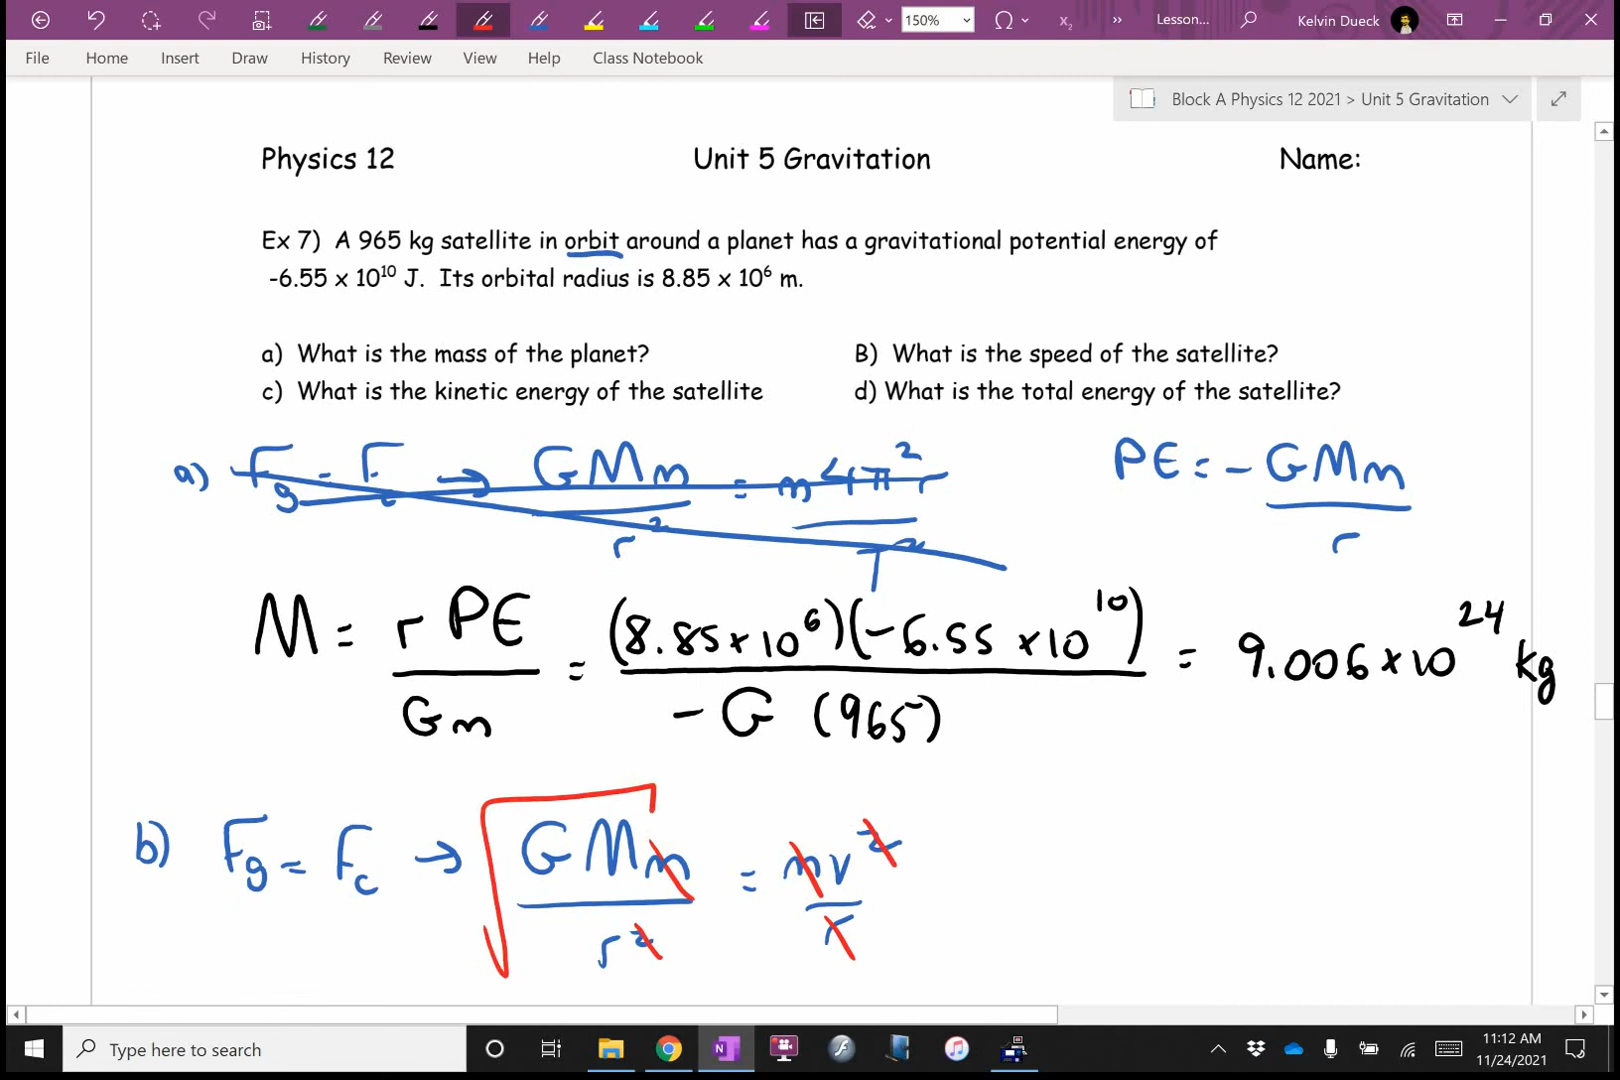 150% Ω x₂ ›› Lesson... Kelvin Dueck
File Home Insert Draw History Review View Help Class Notebook
Block A Physics 12 2021 > Unit 5 Gravitation
Physics 12 Unit 5 Gravitation Name:
Ex 7) A 965 kg satellite in orbit around a planet has a gravitational potential energy of
-6.55 x 10¹⁰ J. Its orbital radius is 8.85 x 10⁶ m.
a) What is the mass of the planet? B) What is the speed of the satellite?
c) What is the kinetic energy of the satellite d) What is the total energy of the satellite?
a) Fg = Fc → GMm/r² = m4π²r/T² PE = - GMm/r
M = rPE/Gm = (8.85x10⁶)(-6.55 x10¹⁰)/-G (965) = 9.006x10²⁴ kg
b) Fg = Fc → √GMm/r² = mv²/r
Type here to search 11:12 AM
11/24/2021